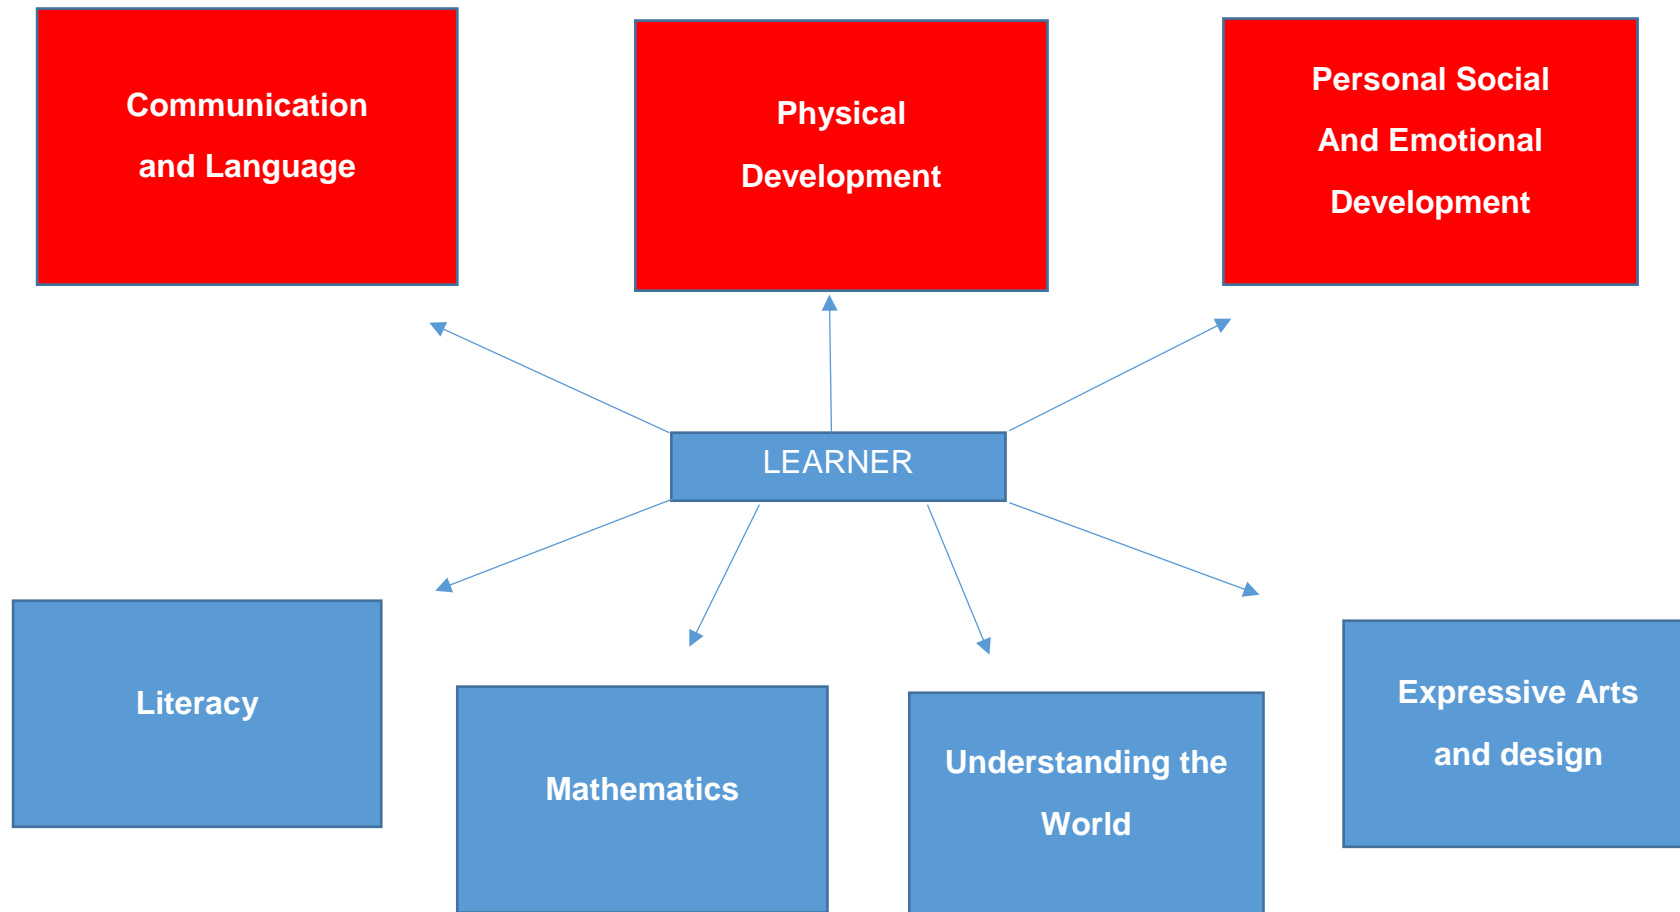 Communication
and Language
Physical
Development
Personal Social
And Emotional
Development
LEARNER
Literacy
Mathematics
Understanding the
World
Expressive Arts
and design